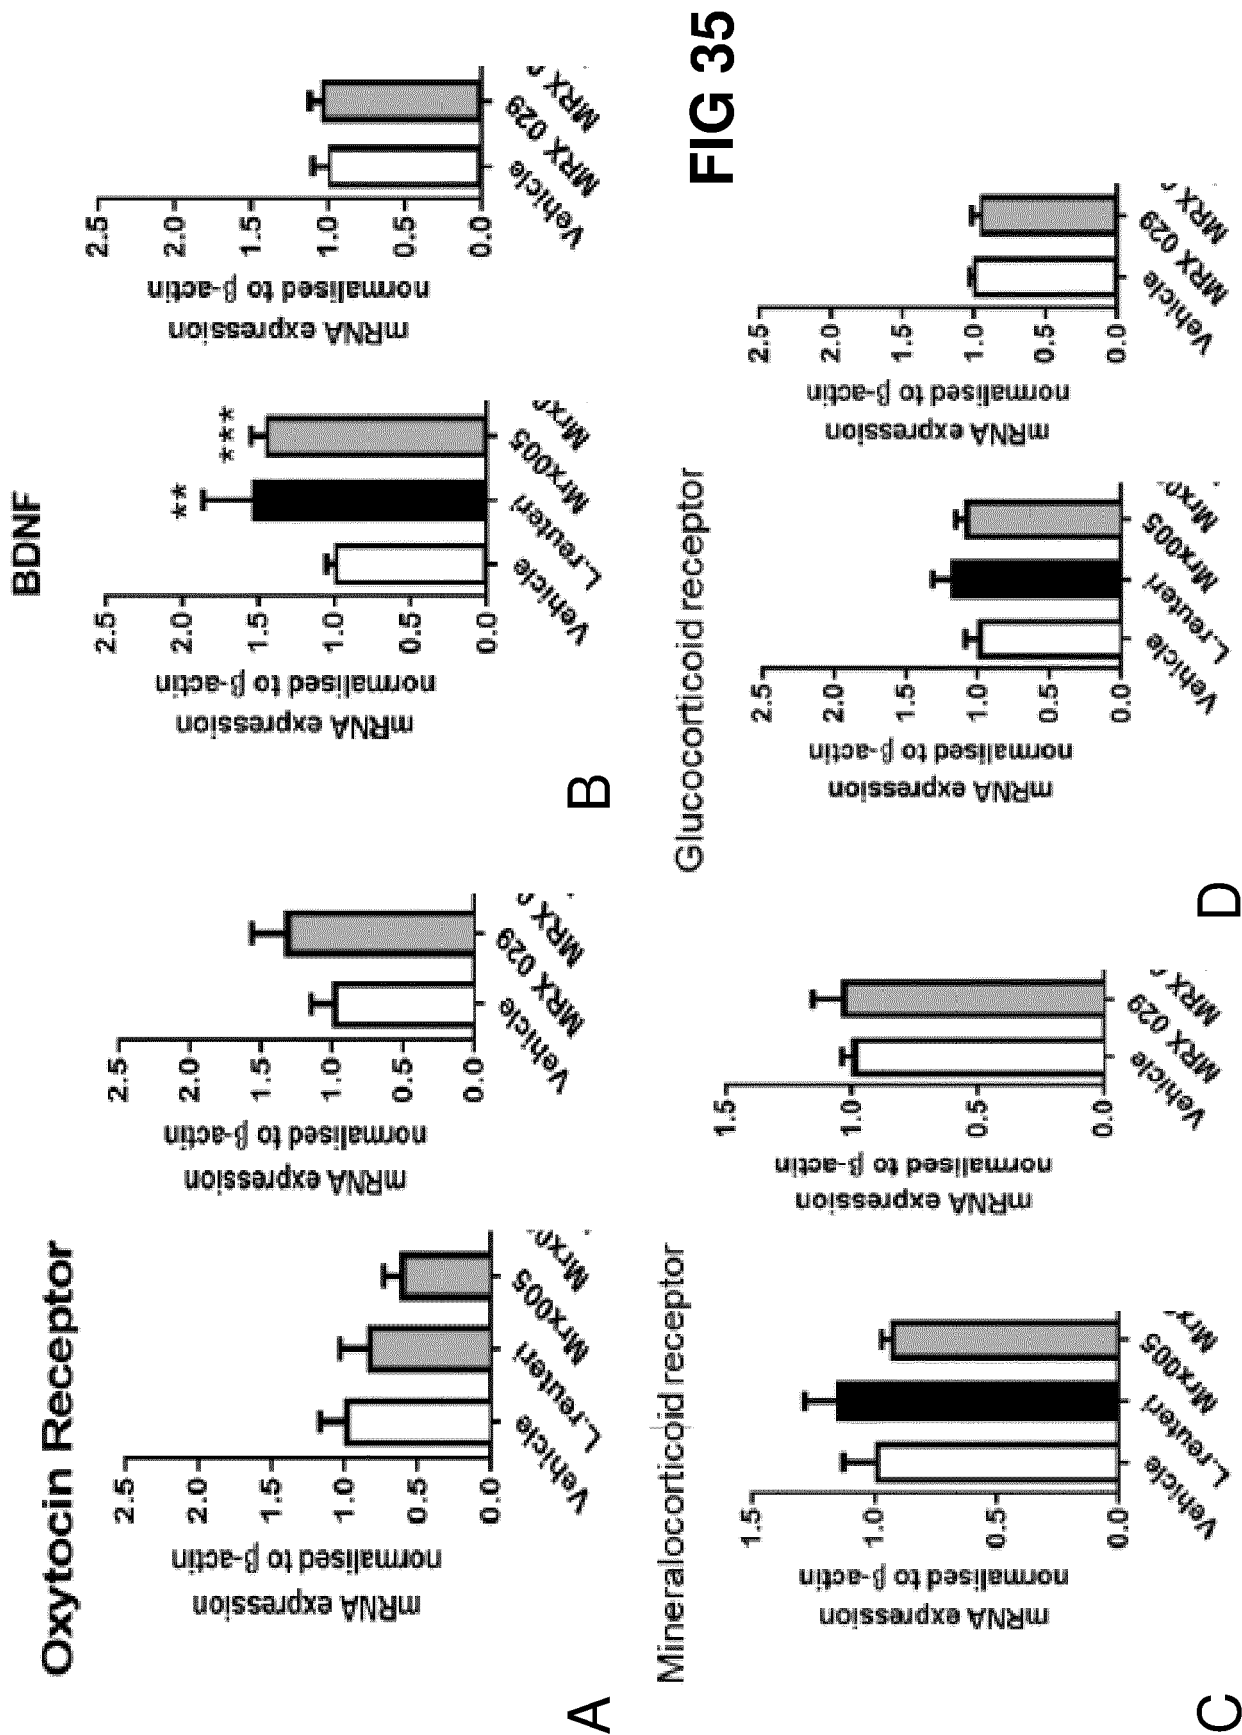 Oxytocin Receptor
mRNA expression
normalised to β-actin
2.5
2.0
1.5
1.0
0.5
0.0
Vehicle
L.reuteri
Mrx005
mRNA expression
normalised to β-actin
2.5
2.0
1.5
1.0
0.5
0.0
Vehicle
MRX 029
MRX
A
BDNF
mRNA expression
normalised to β-actin
2.5
2.0
1.5
1.0
0.5
0.0
**
***
Vehicle
L.reuteri
Mrx005
mRNA expression
normalised to β-actin
2.5
2.0
1.5
1.0
0.5
0.0
Vehicle
MRX 029
MRX
B
Mineralocorticoid receptor
mRNA expression
normalised to β-actin
1.5
1.0
0.5
0.0
Vehicle
L.reuteri
Mrx005
mRNA expression
normalised to β-actin
1.5
1.0
0.5
0.0
Vehicle
MRX 029
MRX
C
Glucocorticoid receptor
mRNA expression
normalised to β-actin
2.5
2.0
1.5
1.0
0.5
0.0
Vehicle
L.reuteri
Mrx005
mRNA expression
normalised to β-actin
2.5
2.0
1.5
1.0
0.5
0.0
Vehicle
MRX 029
MRX
D
FIG 35